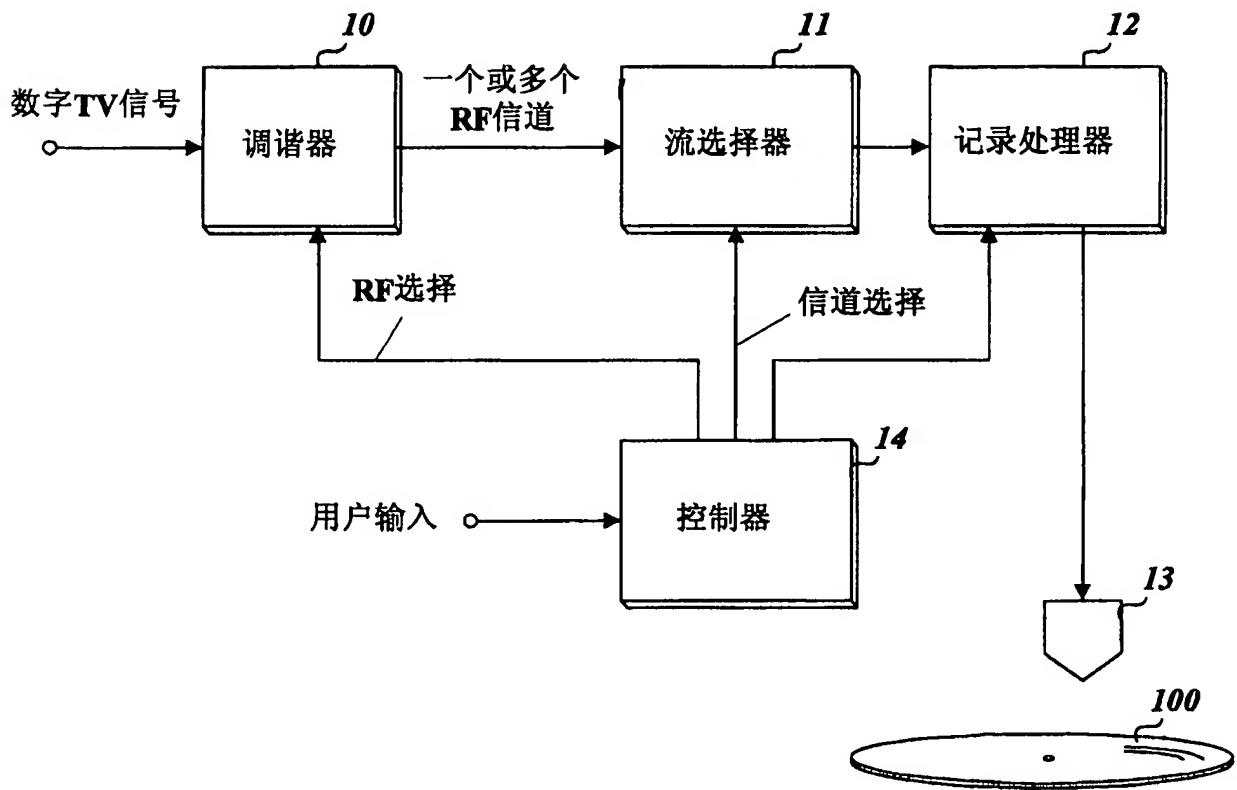 10
11
12
数字TV信号
一个或多个
RF信道
调谐器
流选择器
记录处理器
RF选择
信道选择
14
用户输入
控制器
13
100